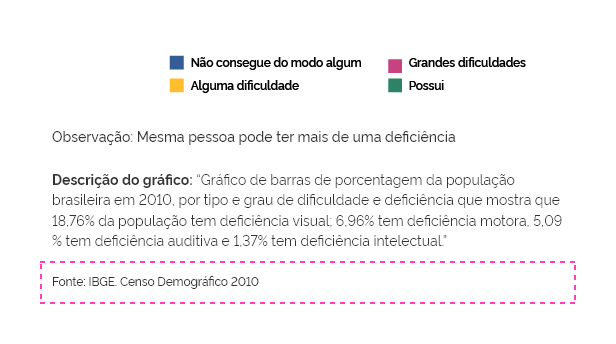 Não consegue do modo algum
Grandes dificuldades
Alguma dificuldade
Possui
Observação: Mesma pessoa pode ter mais de uma deficiência
Descrição do gráfico: “Gráfico de barras de porcentagem da população
brasileira em 2010, por tipo e grau de dificuldade e deficiência que mostra que
18,76% da população tem deficiência visual; 6,96% tem deficiência motora, 5,09
% tem deficiência auditiva e 1,37% tem deficiência intelectual.”
Fonte: IBGE. Censo Demográfico 2010